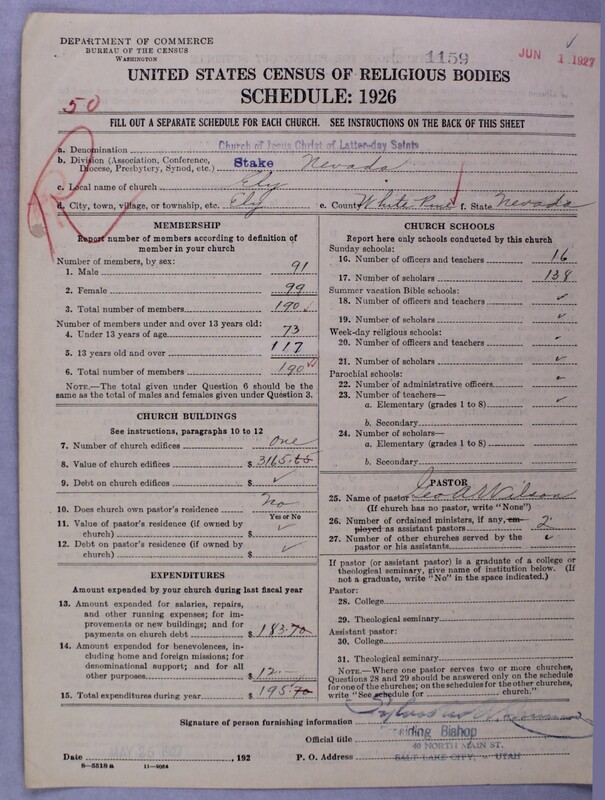 DEPARTMENT OF COMMERCE
BUREAU OF THE CENSUS
WASHINGTON
1159
JUN 1 1927
UNITED STATES CENSUS OF RELIGIOUS BODIES
SCHEDULE: 1926
50
FILL OUT A SEPARATE SCHEDULE FOR EACH CHURCH. SEE INSTRUCTIONS ON THE BACK OF THIS SHEET
a. Denomination Church of Jesus Christ of Latter-day Saints
b. Division (Association, Conference, Diocese, Presbytery, Synod, etc.) Stake Nevada
c. Local name of church Ely
d. City, town, village, or township, etc. Ely e. County White Pine f. State Nevada
MEMBERSHIP
Report number of members according to definition of
member in your church
Number of members, by sex:
1. Male 91
2. Female 99
3. Total number of members 190
Number of members under and over 13 years old:
4. Under 13 years of age 73
5. 13 years old and over 117
6. Total number of members 190
NOTE.—The total given under Question 6 should be
same as the total of males and females given under Question 3.
CHURCH BUILDINGS
See instructions, paragraphs 10 to 12
7. Number of church edifices one
8. Value of church edifices $ 3165.65
9. Debt on church edifices $ ✓
10. Does church own pastor's residence? No
Yes or No
11. Value of pastor's residence (if owned by
church) $ ✓
12. Debt on pastor's residence (if owned by
church) $ ✓
EXPENDITURES
Amount expended by your church during last fiscal year
13. Amount expended for salaries, repairs,
and other running expenses; for im-
provements or new buildings; and for
payments on church debt $ 183.70
14. Amount expended for benevolences, in-
cluding home and foreign missions; for
denominational support; and for all
other purposes $ 12.—
15. Total expenditures during year $ 195.70
CHURCH SCHOOLS
Report here only schools conducted by this church
Sunday schools:
16. Number of officers and teachers 16
17. Number of scholars 138
Summer vacation Bible schools:
18. Number of officers and teachers ✓
19. Number of scholars ✓
Week-day religious schools:
20. Number of officers and teachers ✓
21. Number of scholars ✓
Parochial schools:
22. Number of administrative officers ✓
23. Number of teachers—
a. Elementary (grades 1 to 8) ✓
b. Secondary
24. Number of scholars—
a. Elementary (grades 1 to 8)
b. Secondary
PASTOR
25. Name of pastor Geo A Wilson
(If church has no pastor, write "None")
26. Number of ordained ministers, if any, em-
ployed as assistant pastors 2
27. Number of other churches served by the
pastor or his assistants ✓
If pastor (or assistant pastor) is a graduate of a college or
theological seminary, give name of institution below. (If
not a graduate, write "No" in the space indicated.)
Pastor:
28. College
29. Theological seminary
Assistant pastor:
30. College
31. Theological seminary
NOTE.—Where one pastor serves two or more churches,
Questions 28 and 29 should be answered only on the schedule
for one of the churches; on the schedules for the other churches,
write "See schedule for church."
Signature of person furnishing information
Official title Presiding Bishop
40 NORTH MAIN ST.
Date , 192 P. O. Address SALT LAKE CITY, UTAH
8—5518 a